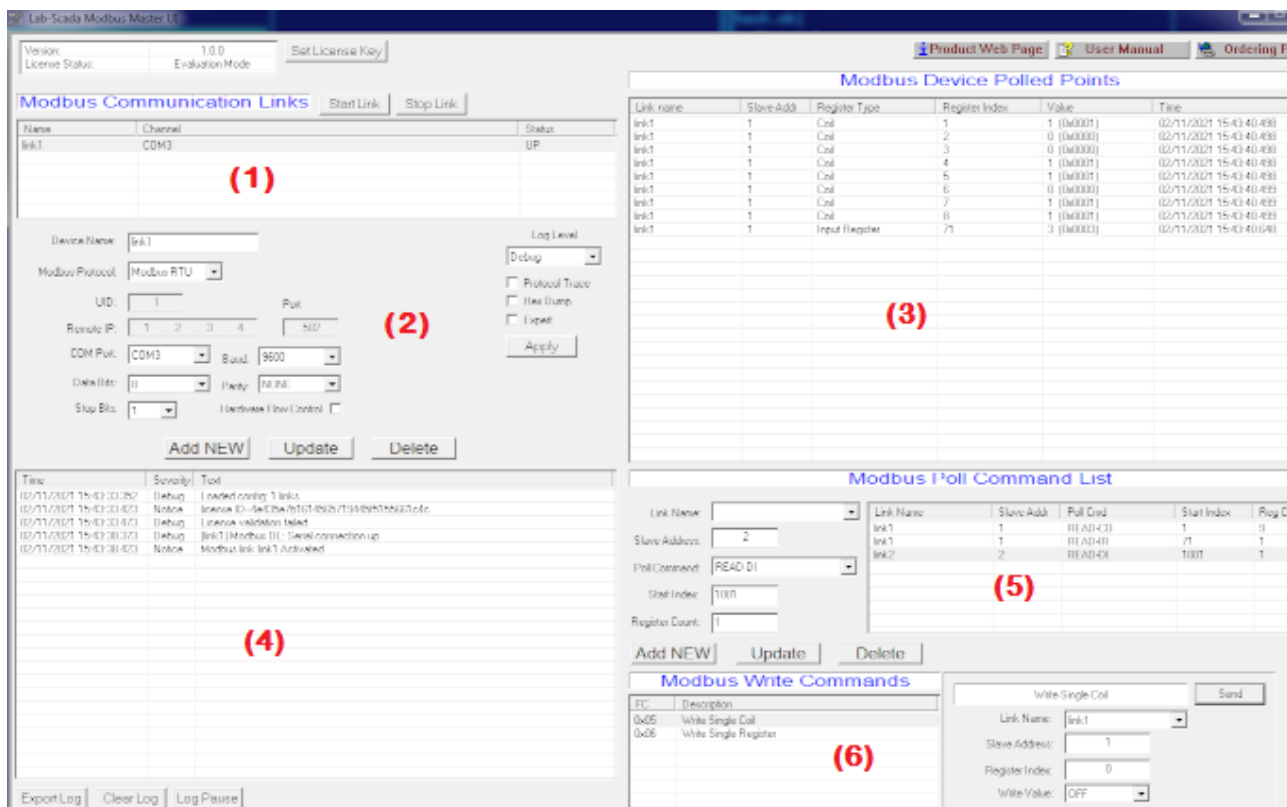 Lab-Scada Modbus Master UI
Version: 1.0.0
License Status: Evaluation Mode
Set License Key
Product Web Page
User Manual
Ordering
Modbus Communication Links
Start Link
Stop Link
Name Channel Status
link1 COM3 UP
(1)
Device Name: link1
Modbus Protocol: Modbus RTU
UID: 1
Port
Remote IP: 1 . 2 . 3 . 4 502
COM Port: COM3 Baud: 9600
Data Bits: 8 Parity: NONE
Stop Bits: 1 Hardware Flow Control
(2)
Log Level
Debug
Protocol Trace
Hex Dump
Expert
Apply
Add NEW Update Delete
Modbus Device Polled Points
Link name Slave Addr Register Type Register Index Value Time
link1 1 Coil 1 1 (0x0001) 02/11/2021 15:43:40:498
link1 1 Coil 2 0 (0x0000) 02/11/2021 15:43:40:498
link1 1 Coil 3 0 (0x0000) 02/11/2021 15:43:40:498
link1 1 Coil 4 1 (0x0001) 02/11/2021 15:43:40:498
link1 1 Coil 5 1 (0x0001) 02/11/2021 15:43:40:498
link1 1 Coil 6 0 (0x0000) 02/11/2021 15:43:40:499
link1 1 Coil 7 1 (0x0001) 02/11/2021 15:43:40:499
link1 1 Coil 8 1 (0x0001) 02/11/2021 15:43:40:499
link1 1 Input Register 71 3 (0x0003) 02/11/2021 15:43:40:648
(3)
Time Severity Text
02/11/2021 15:43:33:352 Debug Loaded config: 1 links
02/11/2021 15:43:33:423 Notice license ID
02/11/2021 15:43:33:473 Debug License validation failed
02/11/2021 15:43:38:373 Debug [link1] Modbus DL: Serial connection up
02/11/2021 15:43:38:423 Notice Modbus link link1 Activated
(4)
Export Log Clear Log Log Pause
Modbus Poll Command List
Link Name:
Slave Address: 2
Poll Command: READ-DI
Start Index: 1001
Register Count: 1
Link Name Slave Addr Poll Cmd Start Index Reg
link1 1 READ-CO 1
link1 1 READ-IR 71 1
link2 2 READ-DI 1001 1
(5)
Add NEW Update Delete
Modbus Write Commands
FC Description
0x05 Write Single Coil
0x06 Write Single Register
(6)
Write Single Coil
Send
Link Name: link1
Slave Address: 1
Register Index: 0
Write Value: OFF